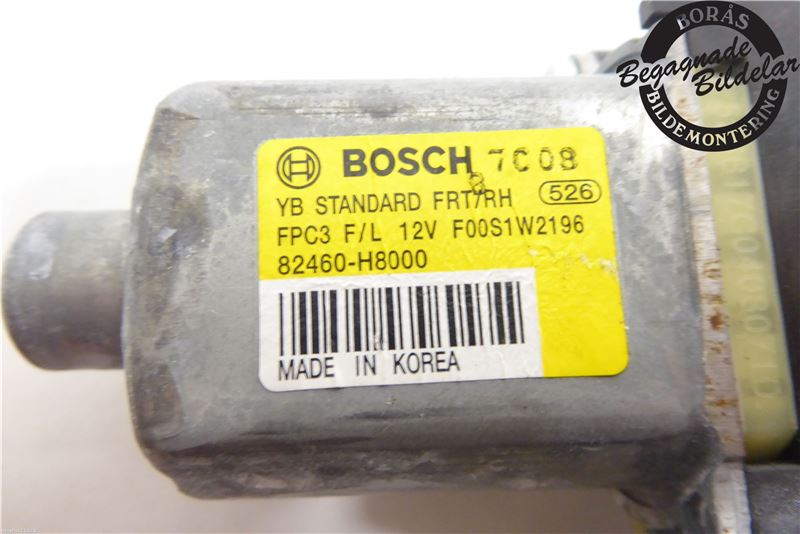 BORÅS
Begagnade
Bildelar
BILDEMONTERING
BOSCH 7C08
YB STANDARD FRT/RH 526
FPC3 F/L 12V F00S1W2196
82460-H8000
MADE IN KOREA